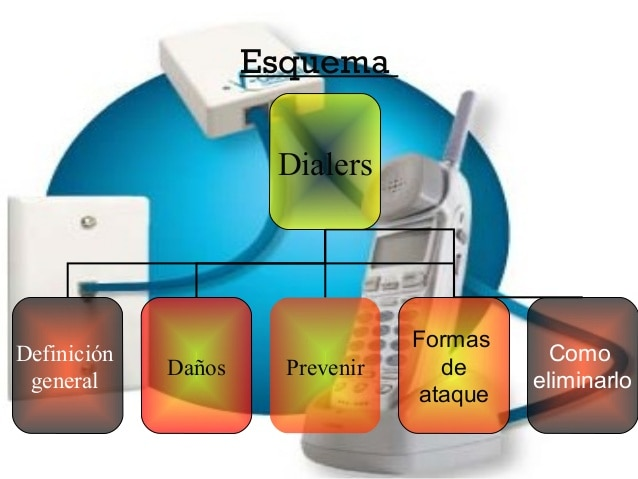 Esquema
Dialers
Definición
general
Daños
Prevenir
Formas
de
ataque
Como
eliminarlo